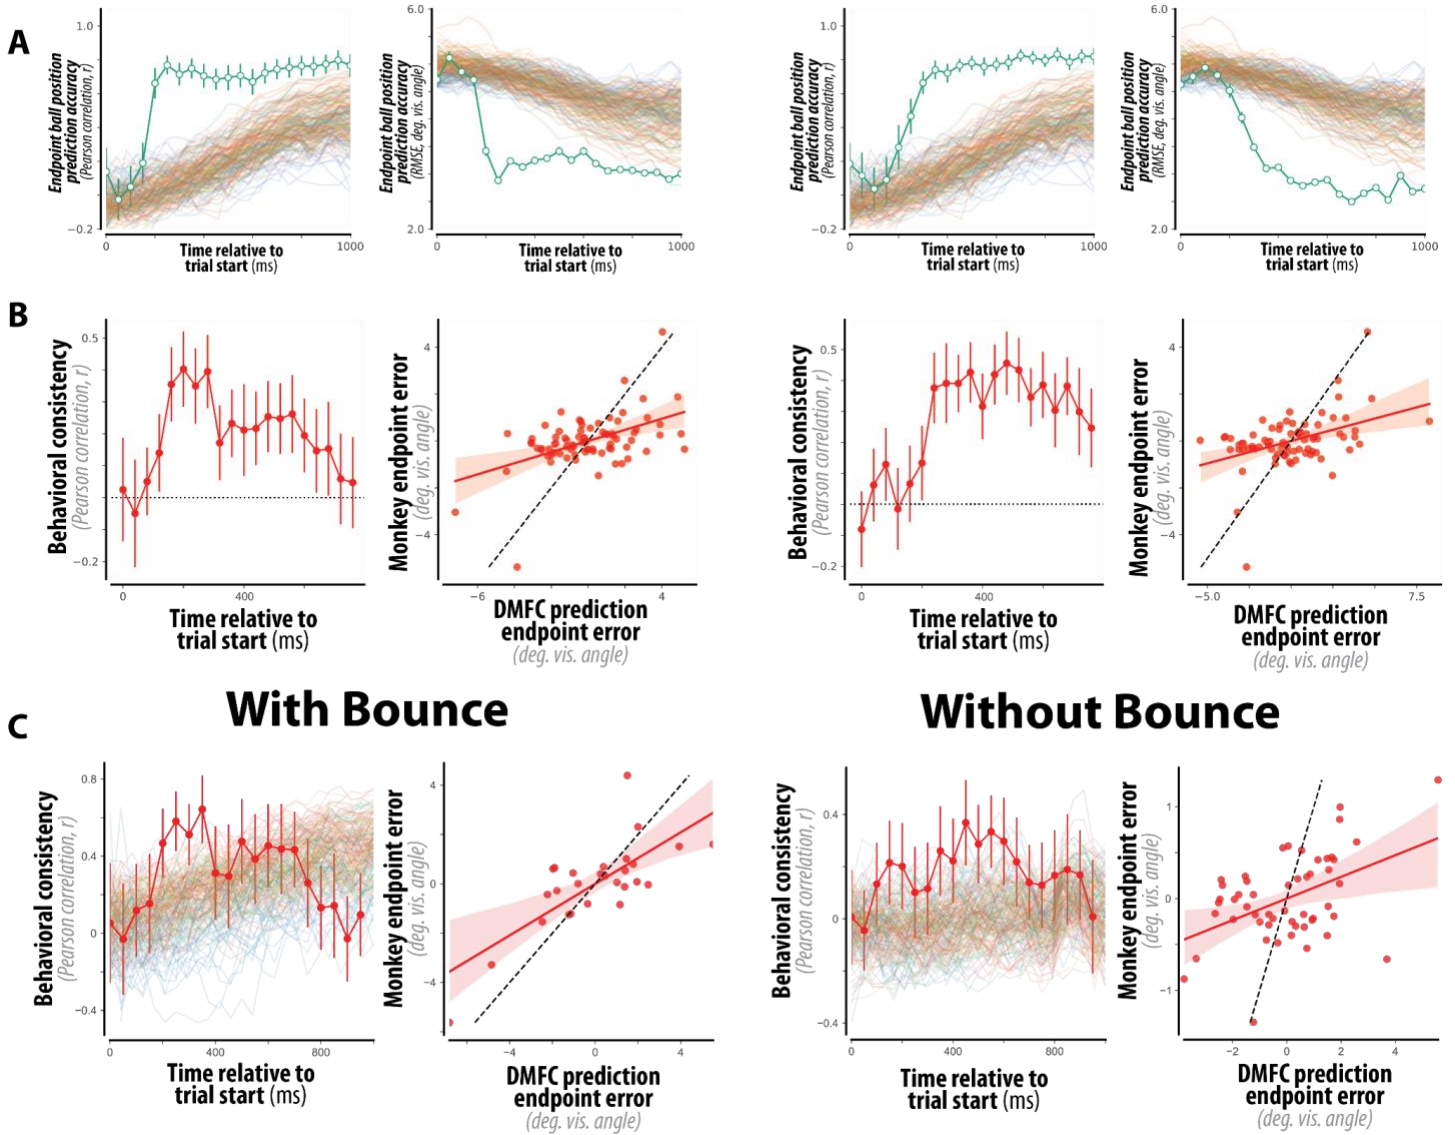 A
Endpoint ball position
prediction accuracy
(Pearson correlation, r)
1.0
−0.2
0
1000
Time relative to
trial start (ms)
Endpoint ball position
prediction accuracy
(RMSE, deg. vis. angle)
6.0
2.0
0
1000
Time relative to
trial start (ms)
Endpoint ball position
prediction accuracy
(Pearson correlation, r)
1.0
−0.2
0
1000
Time relative to
trial start (ms)
Endpoint ball position
prediction accuracy
(RMSE, deg. vis. angle)
6.0
2.0
0
1000
Time relative to
trial start (ms)
B
Behavioral consistency
(Pearson correlation, r)
0.5
−0.2
0
400
Time relative to
trial start (ms)
Monkey endpoint error
(deg. vis. angle)
4
−4
−6
4
DMFC prediction
endpoint error
(deg. vis. angle)
Behavioral consistency
(Pearson correlation, r)
0.5
−0.2
0
400
Time relative to
trial start (ms)
Monkey endpoint error
(deg. vis. angle)
4
−4
−5.0
7.5
DMFC prediction
endpoint error
(deg. vis. angle)
With Bounce
Without Bounce
C
Behavioral consistency
(Pearson correlation, r)
0.8
0.4
0
−0.4
0
400
800
Time relative to
trial start (ms)
Monkey endpoint error
(deg. vis. angle)
4
0
−4
−4
0
4
DMFC prediction
endpoint error
(deg. vis. angle)
Behavioral consistency
(Pearson correlation, r)
0.4
0
−0.4
0
400
800
Time relative to
trial start (ms)
Monkey endpoint error
(deg. vis. angle)
1
0
−1
−2
0
2
4
DMFC prediction
endpoint error
(deg. vis. angle)